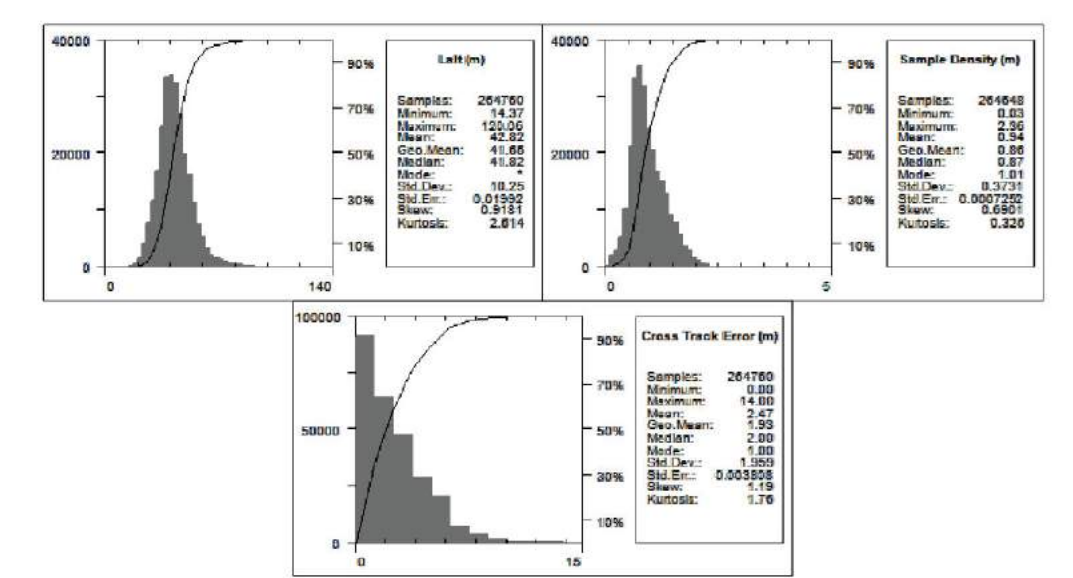 40000
20000
0
0
140
90%
70%
50%
30%
10%
Lalt (m)
Samples: 264760
Minimum: 14.37
Maximum: 120.05
Mean: 42.82
Geo.Mean: 41.66
Median: 41.82
Mode: *
Std.Dev.: 10.25
Std.Err.: 0.01992
Skew: 0.9181
Kurtosis: 2.614
40000
20000
0
0
5
90%
70%
50%
30%
10%
Sample Density (m)
Samples: 264648
Minimum: 0.03
Maximum: 2.36
Mean: 0.94
Geo.Mean: 0.86
Median: 0.87
Mode: 1.01
Std.Dev.: 0.3731
Std.Err.: 0.0007252
Skew: 0.6901
Kurtosis: 0.326
100000
50000
0
0
15
90%
70%
50%
30%
10%
Cross Track Error (m)
Samples: 264760
Minimum: 0.00
Maximum: 14.00
Mean: 2.47
Geo.Mean: 1.93
Median: 2.00
Mode: 1.00
Std.Dev.: 1.959
Std.Err.: 0.003808
Skew: 1.19
Kurtosis: 1.76